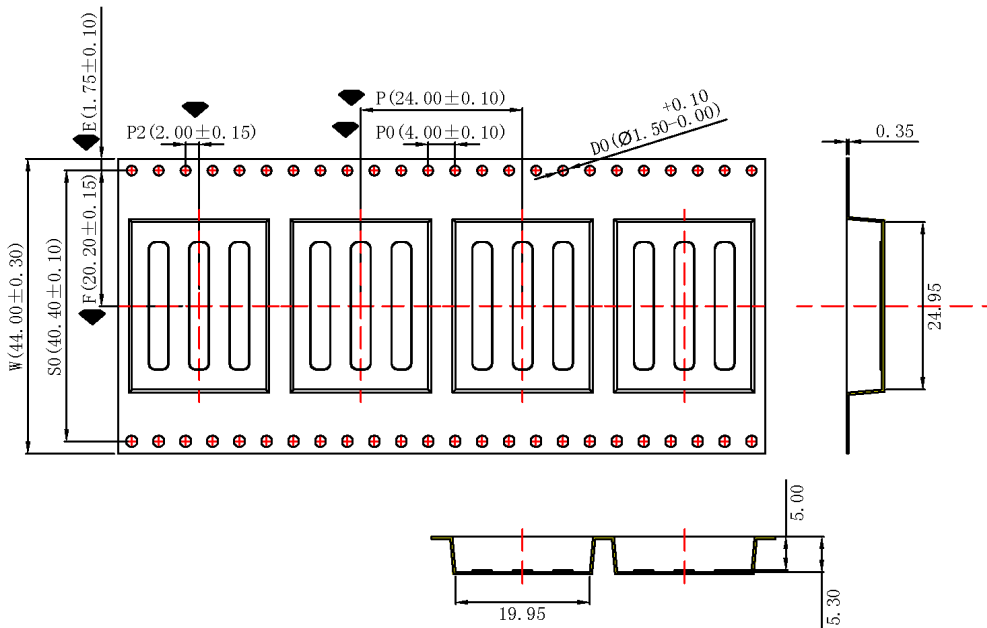 E(1.75±0.10)
P(24.00±0.10)
+0.10
D0(Ø1.50-0.00)
P2(2.00±0.15)
P0(4.00±0.10)
0.35
F(20.20±0.15)
W(44.00±0.30)
S0(40.40±0.10)
24.95
5.00
19.95
5.30